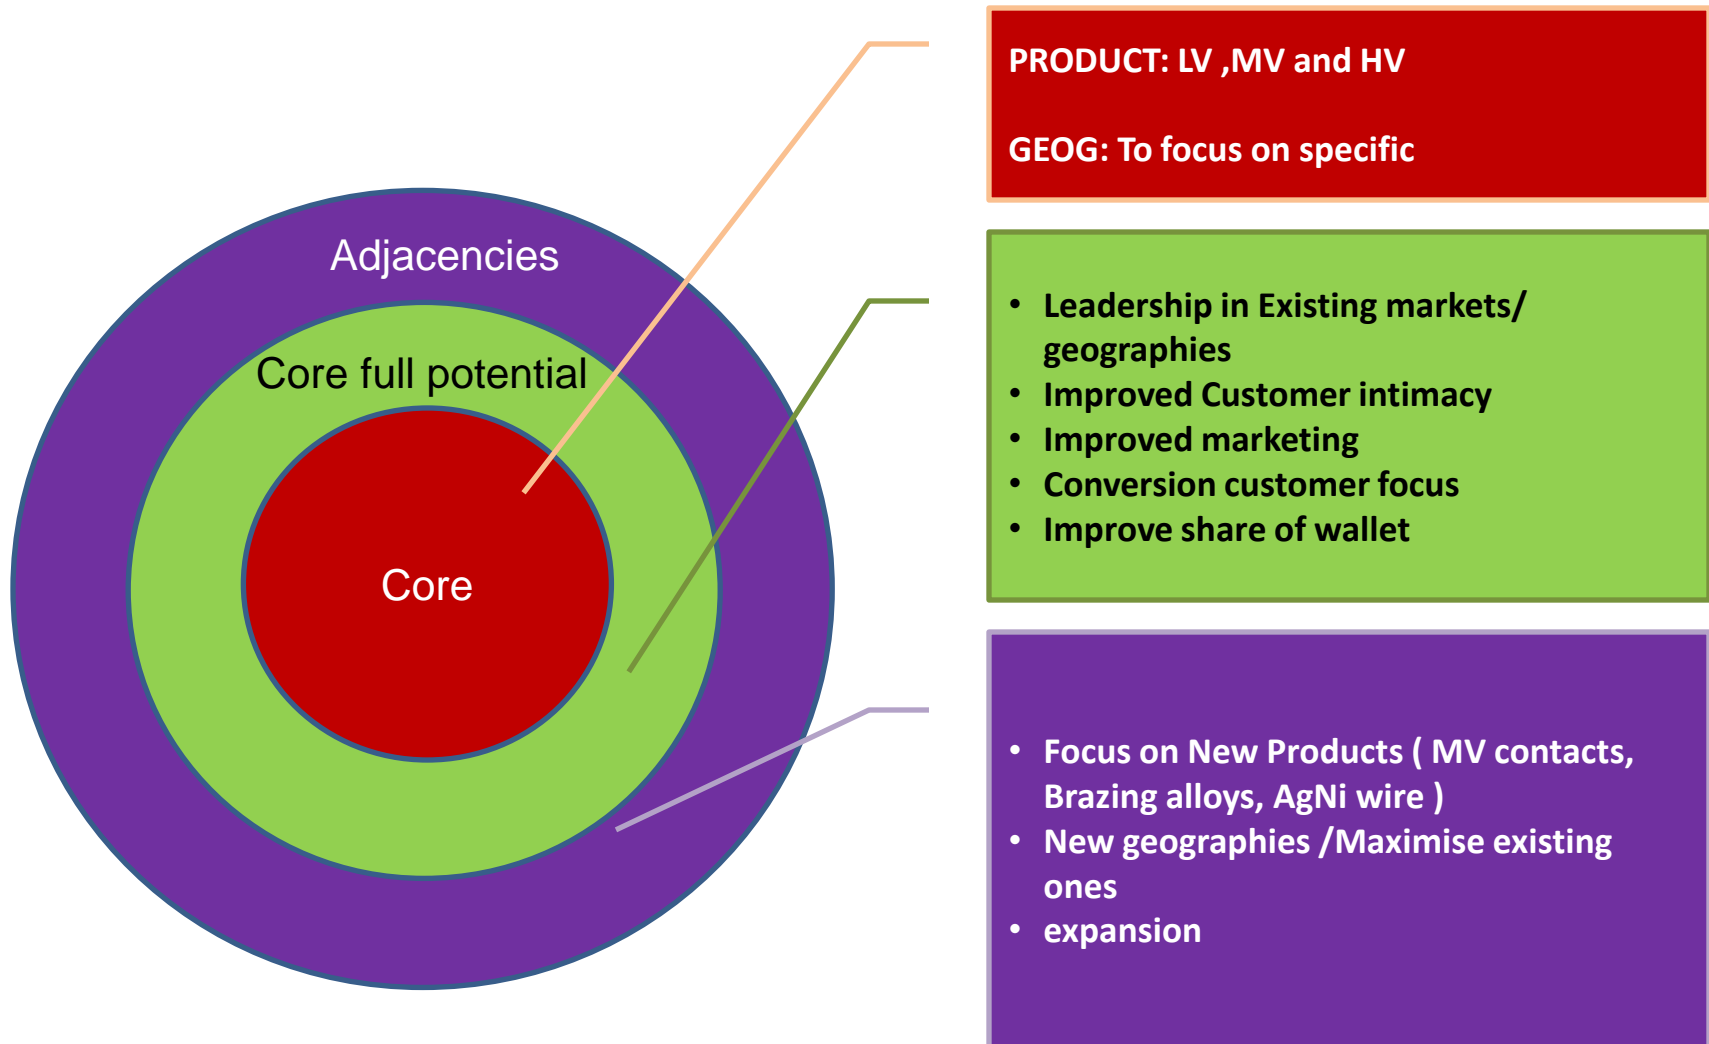 Adjacencies
Core full potential
Core
PRODUCT: LV ,MV and HV
GEOG: To focus on specific
• Leadership in Existing markets/
geographies
• Improved Customer intimacy
• Improved marketing
• Conversion customer focus
• Improve share of wallet
• Focus on New Products ( MV contacts,
Brazing alloys, AgNi wire )
• New geographies /Maximise existing
ones
• expansion